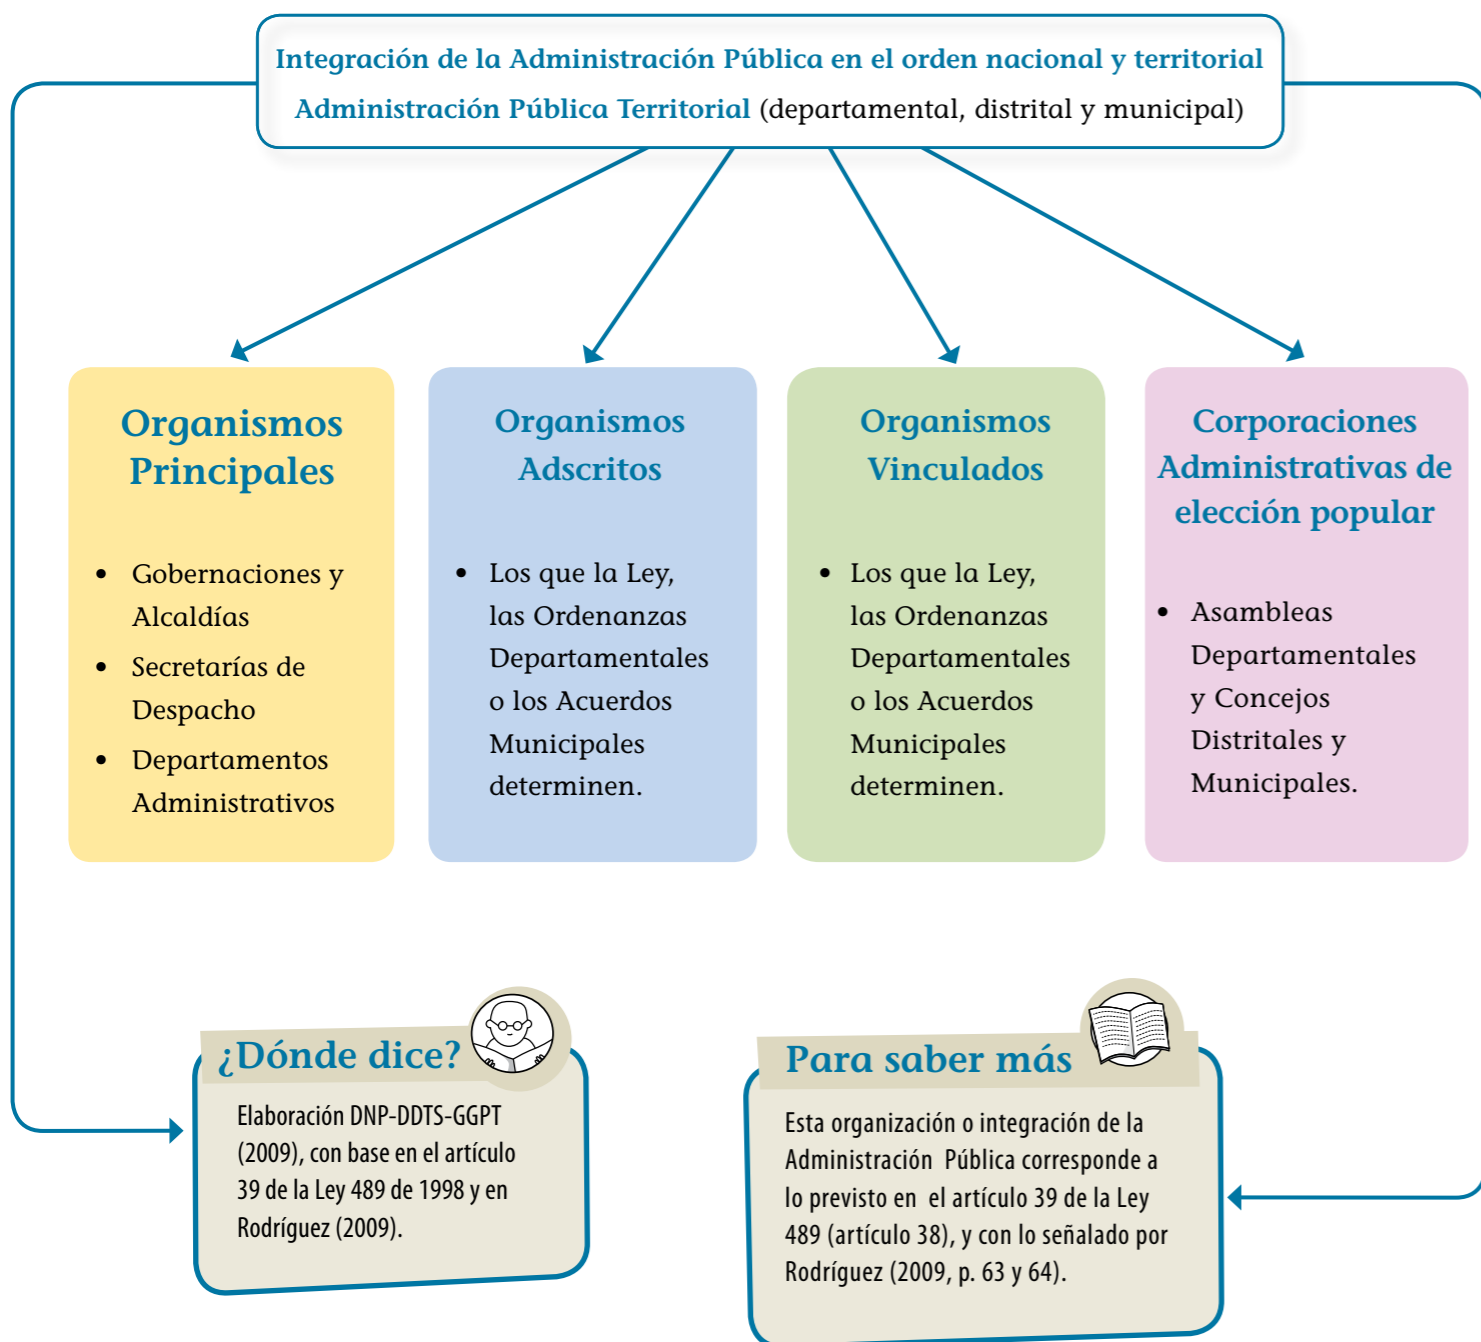 Integración de la Administración Pública en el orden nacional y territorial
Administración Pública Territorial (departamental, distrital y municipal)
Organismos
Principales
• Gobernaciones y
Alcaldías
• Secretarías de
Despacho
• Departamentos
Administrativos
Organismos
Adscritos
• Los que la Ley,
las Ordenanzas
Departamentales
o los Acuerdos
Municipales
determinen.
Organismos
Vinculados
• Los que la Ley,
las Ordenanzas
Departamentales
o los Acuerdos
Municipales
determinen.
Corporaciones
Administrativas de
elección popular
• Asambleas
Departamentales
y Concejos
Distritales y
Municipales.
¿Dónde dice?
Elaboración DNP-DDTS-GGPT
(2009), con base en el artículo
39 de la Ley 489 de 1998 y en
Rodríguez (2009).
Para saber más
Esta organización o integración de la
Administración Pública corresponde a
lo previsto en el artículo 39 de la Ley
489 (artículo 38), y con lo señalado por
Rodríguez (2009, p. 63 y 64).